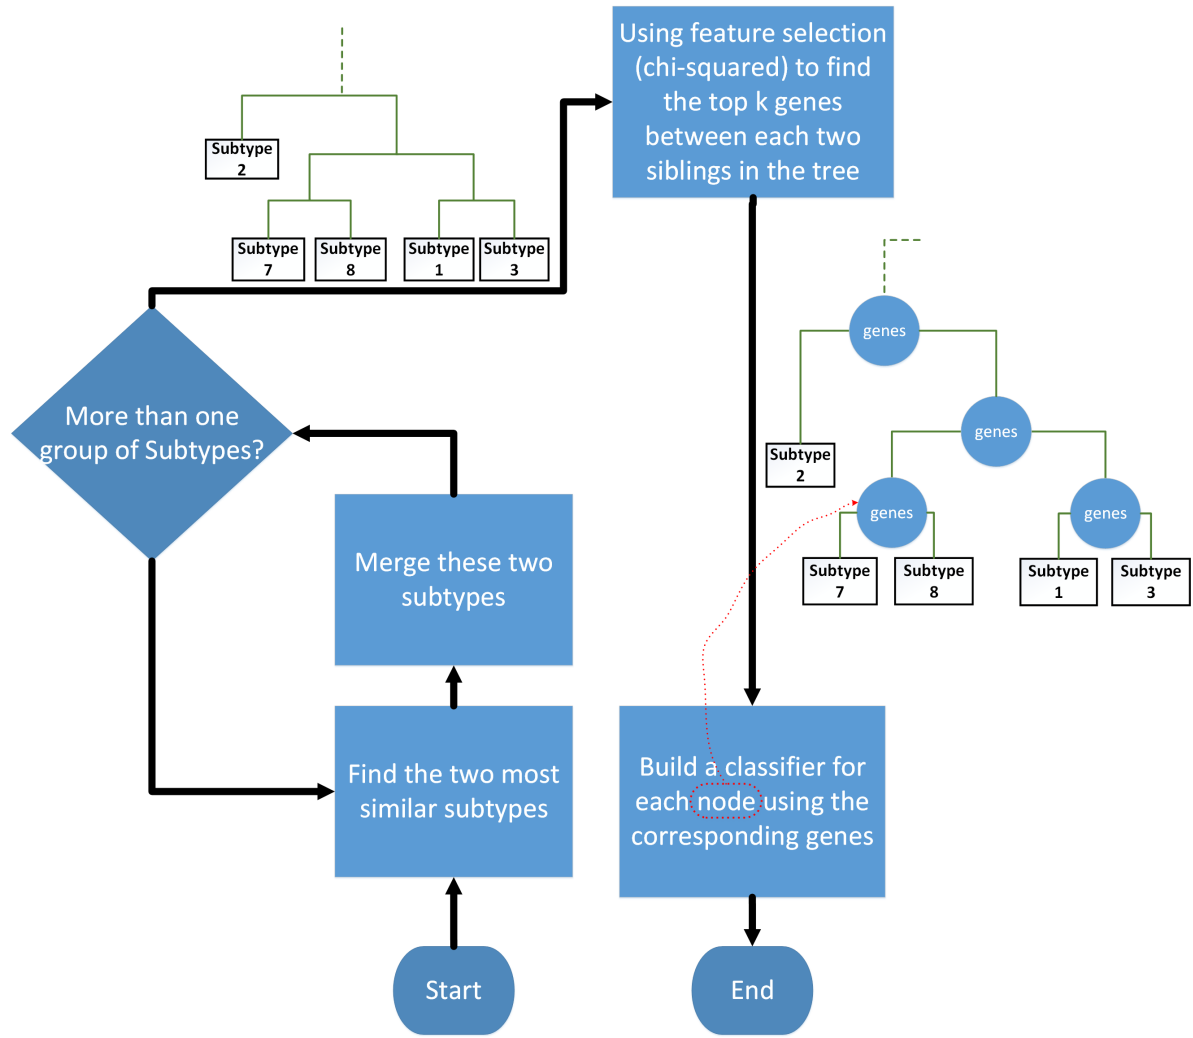 Using feature selection
(chi-squared) to find
the top k genes
between each two
siblings in the tree
Subtype
2
Subtype
7
Subtype
8
Subtype
1
Subtype
3
More than one
group of Subtypes?
Merge these two
subtypes
Find the two most
similar subtypes
Start
genes
genes
Subtype
2
genes
genes
Subtype
7
Subtype
8
Subtype
1
Subtype
3
Build a classifier for
each node using the
corresponding genes
End